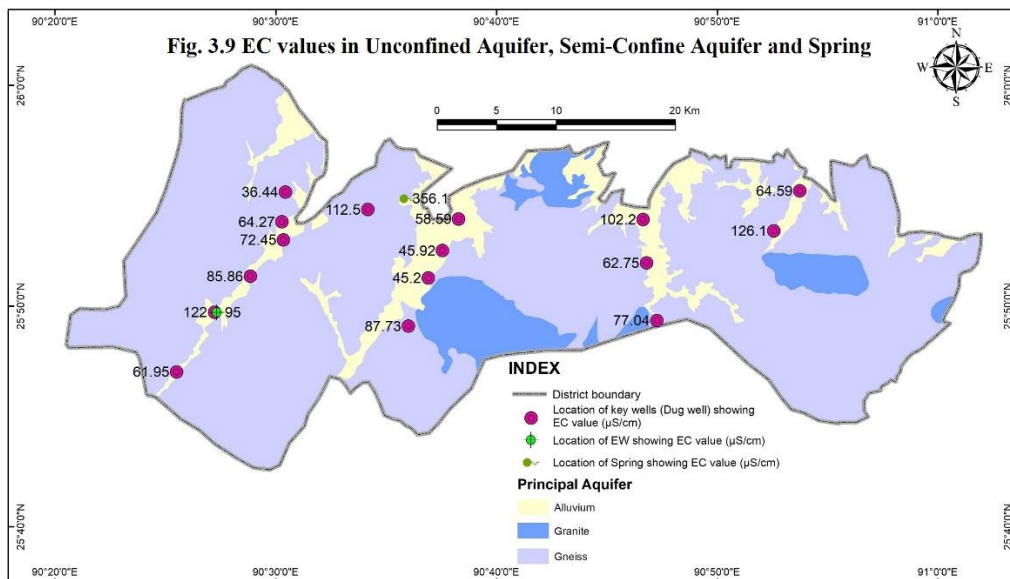 90°20'0"E 90°30'0"E 90°40'0"E 90°50'0"E 91°0'0"E
Fig. 3.9 EC values in Unconfined Aquifer, Semi-Confine Aquifer and Spring
N
W E
S
26°0'0"N 26°0'0"N
0 5 10 20 Km
36.44
112.5
356.1
64.59
64.27
58.59
102.2
72.45
126.1
45.92
62.75
85.86
45.2
25°50'0"N 25°50'0"N
122 95
87.73
77.04
61.95
INDEX
District boundary
Location of key wells (Dug well) showing
EC value (µS/cm)
Location of EW showing EC value (µS/cm)
Location of Spring showing EC value (µS/cm)
Principal Aquifer
Alluvium
Granite
Gneiss
25°40'0"N 25°40'0"N
90°20'0"E 90°30'0"E 90°40'0"E 90°50'0"E 91°0'0"E